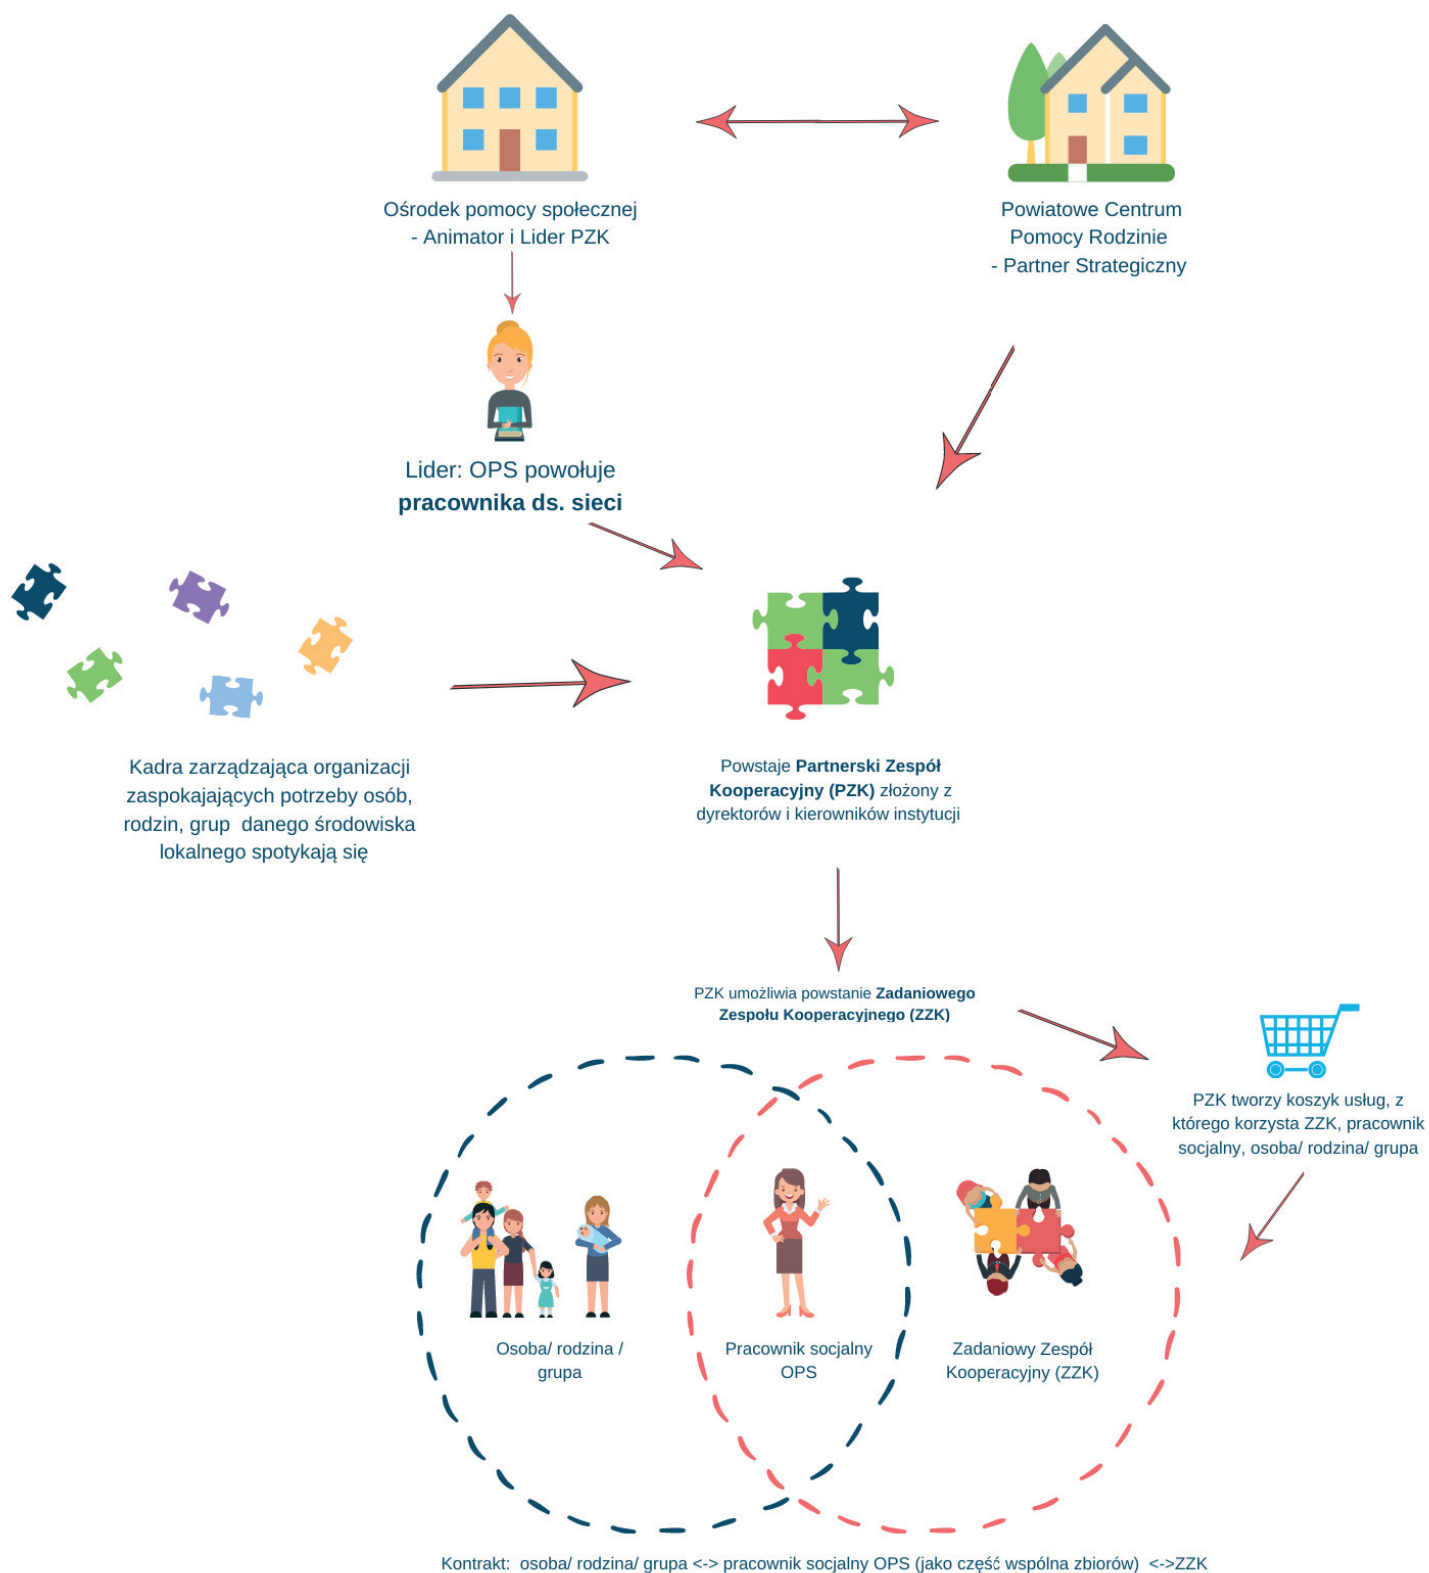 Ośrodek pomocy społecznej
- Animator i Lider PZK
Powiatowe Centrum
Pomocy Rodzinie
- Partner Strategiczny
Lider: OPS powołuje
pracownika ds. sieci
Kadra zarządzająca organizacji
zaspokajających potrzeby osób,
rodzin, grup danego środowiska
lokalnego spotykają się
Powstaje Partnerski Zespół
Kooperacyjny (PZK) złożony z
dyrektorów i kierowników instytucji
PZK umożliwia powstanie Zadaniowego
Zespołu Kooperacyjnego (ZZK)
PZK tworzy koszyk usług, z
którego korzysta ZZK, pracownik
socjalny, osoba/ rodzina/ grupa
Osoba/ rodzina /
grupa
Pracownik socjalny
OPS
Zadaniowy Zespół
Kooperacyjny (ZZK)
Kontrakt: osoba/ rodzina/ grupa <-> pracownik socjalny OPS (jako część wspólna zbiorów) <->ZZK